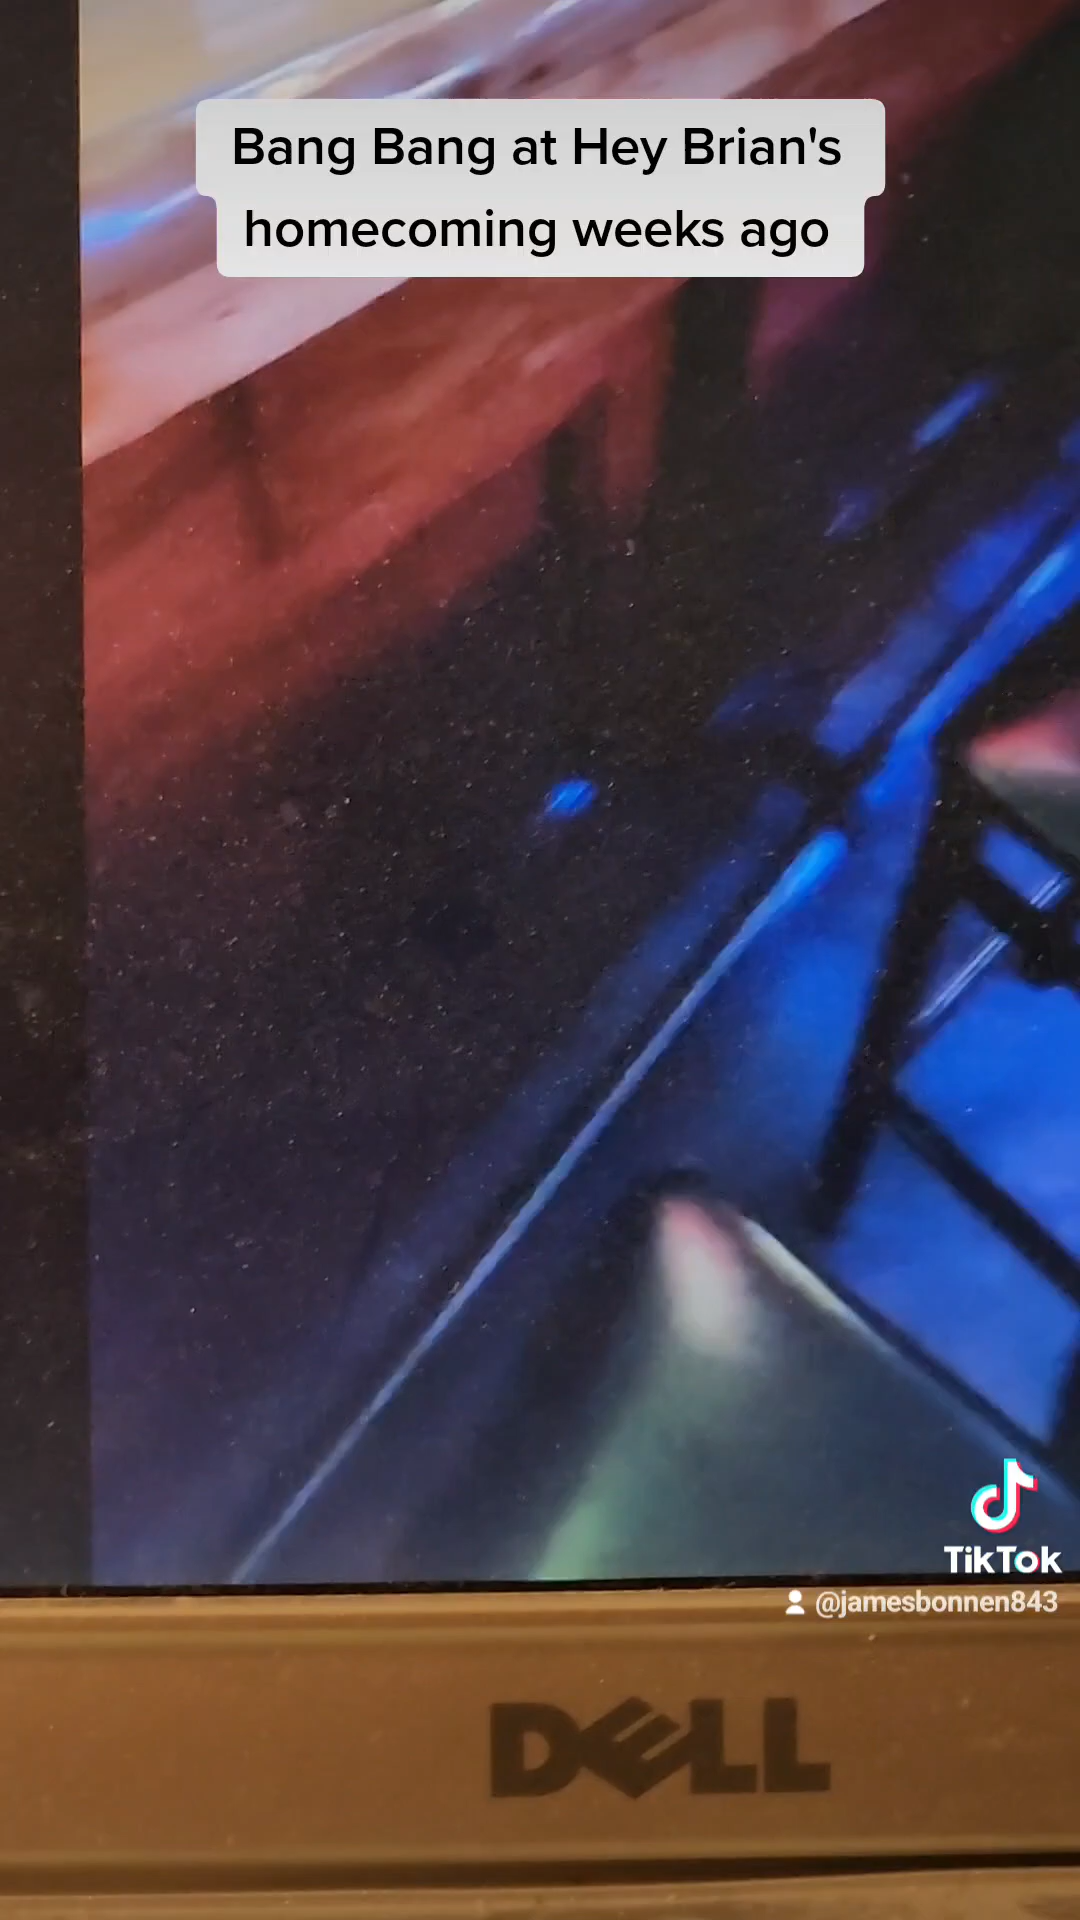 Bang Bang at Hey Brian's
homecoming weeks ago
TikTok
@jamesbonnen843
DELL